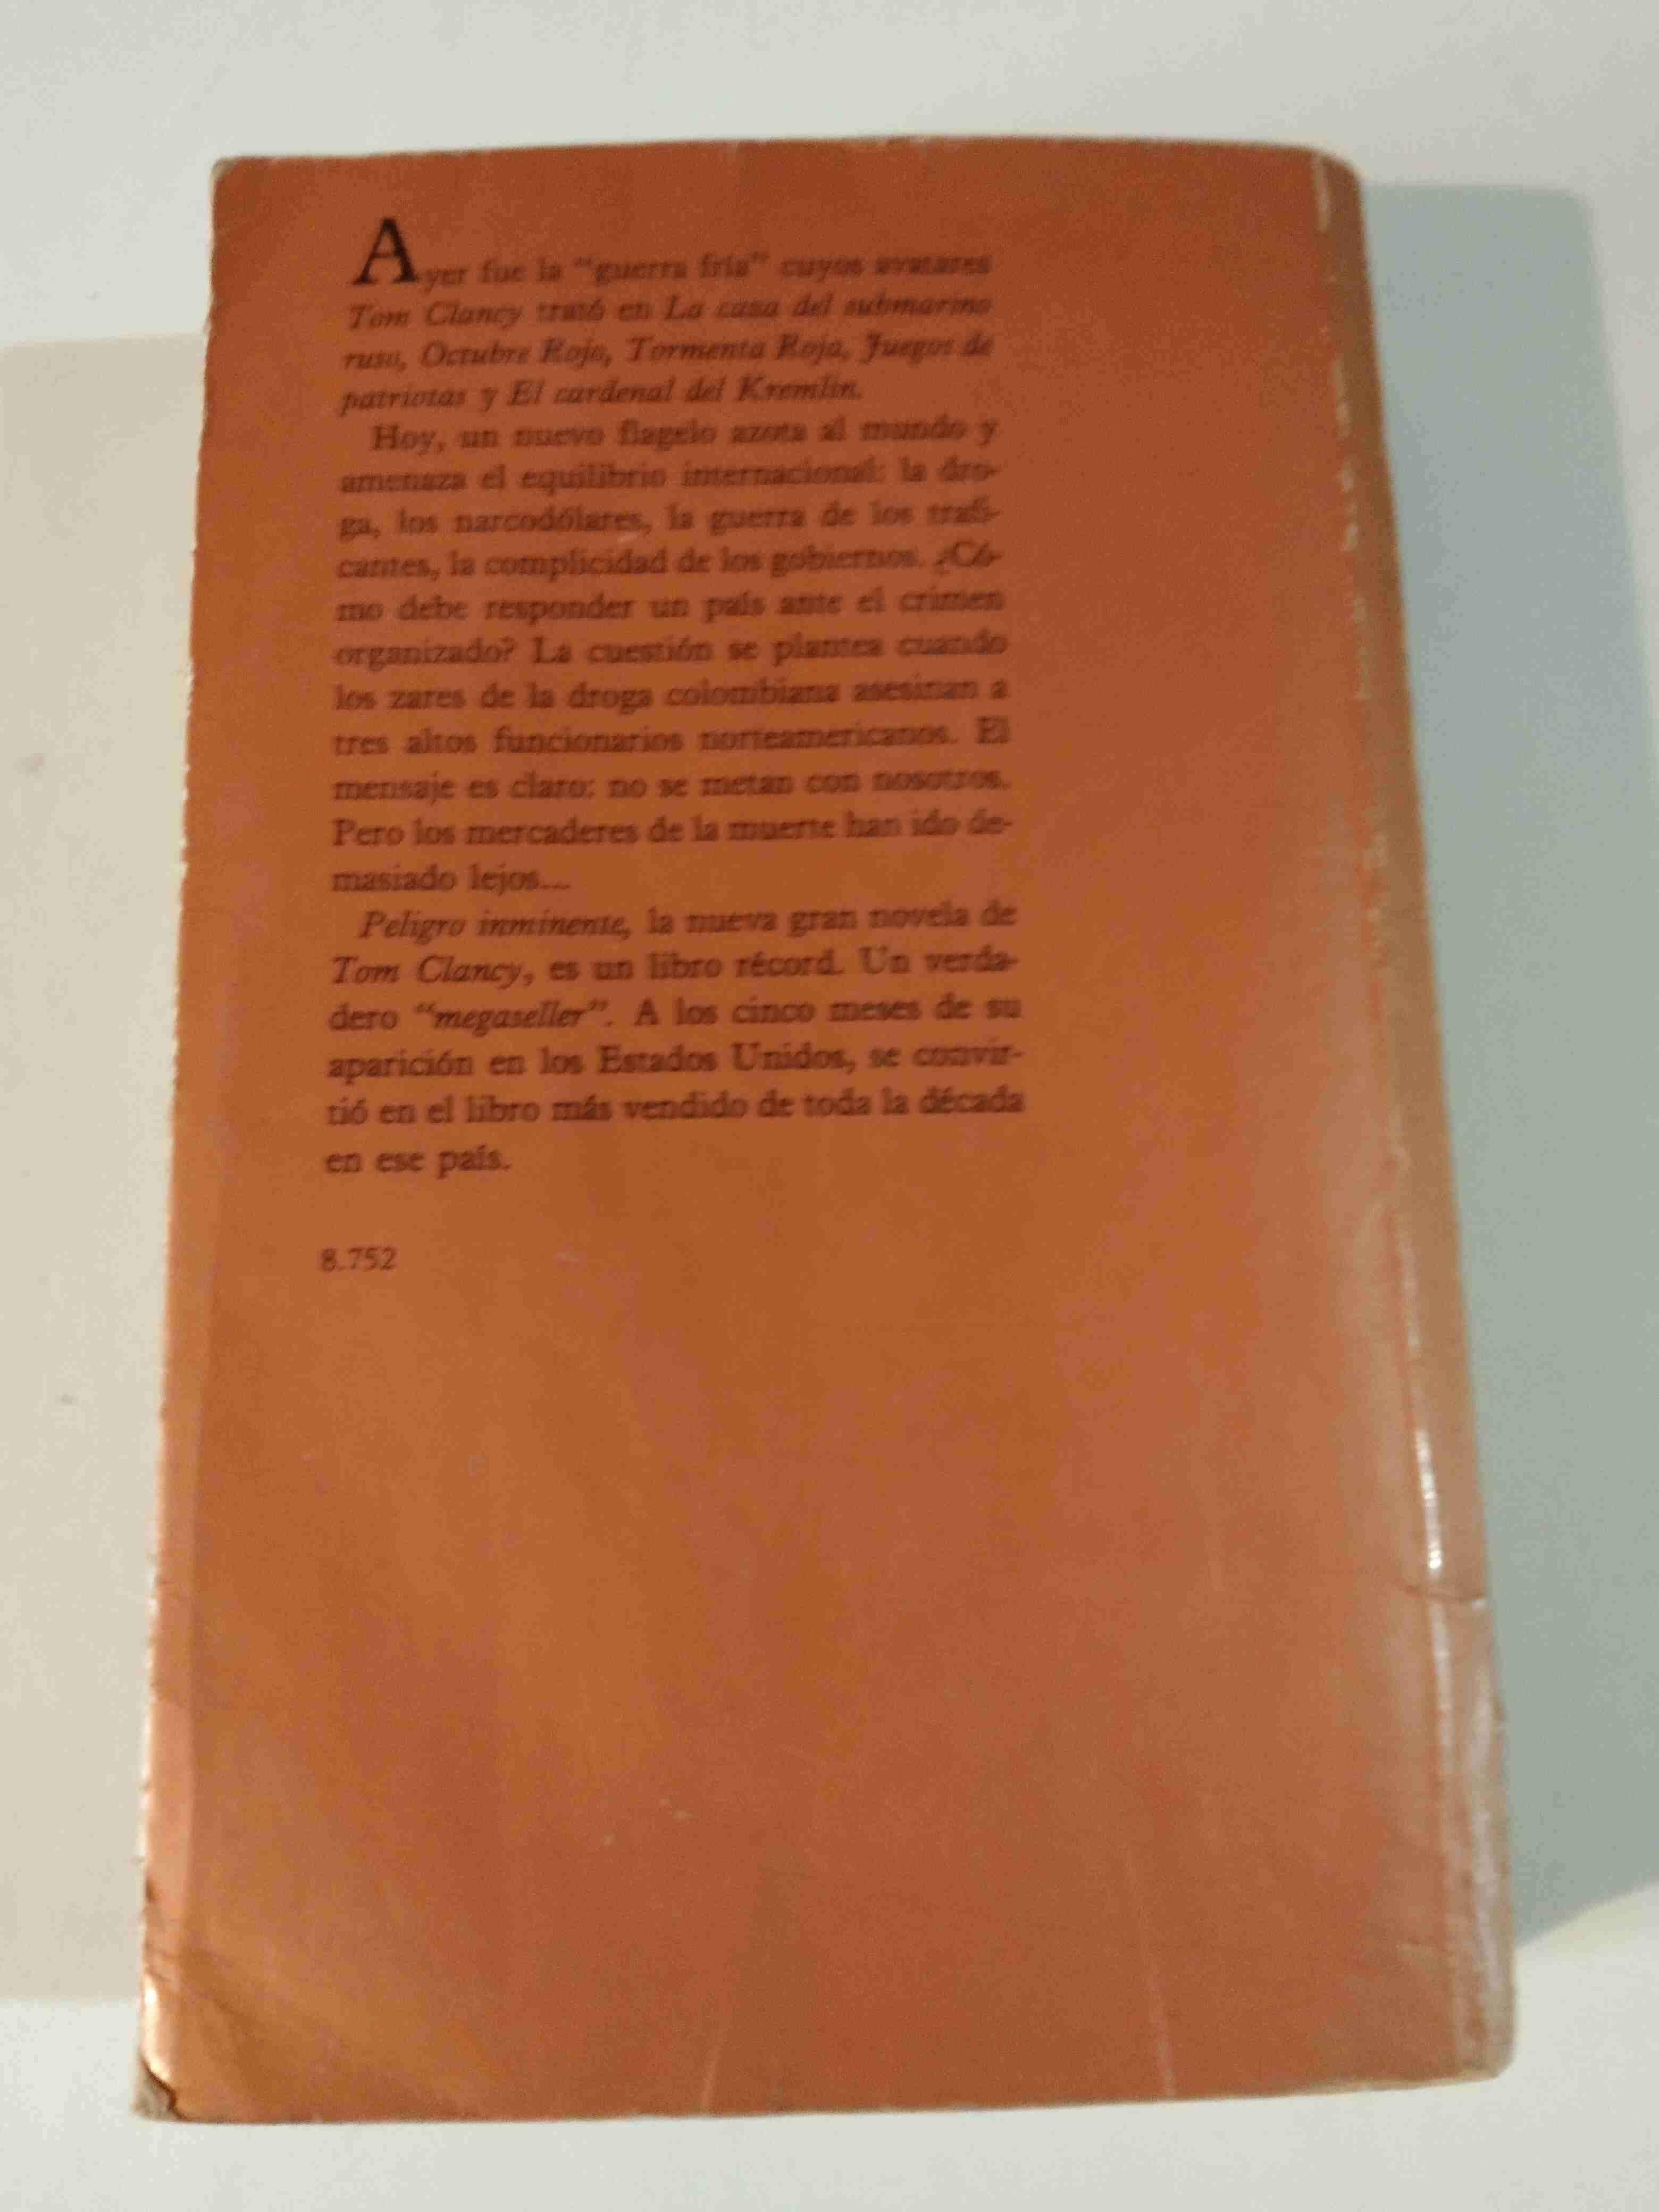 Ayer fue la "guerra fría" cuyos avatares
Tom Clancy trató en La caza del submarino
ruso, Octubre Rojo, Tormenta Roja, Juegos de
patriotas y El cardenal del Kremlin.
Hoy, un nuevo flagelo azota al mundo y
amenaza el equilibrio internacional: la dro-
ga, los narcodólares, la guerra de los trafi-
cantes, la complicidad de los gobiernos. ¿Có-
mo debe responder un país ante el crimen
organizado? La cuestión se plantea cuando
los zares de la droga colombiana asesinan a
tres altos funcionarios norteamericanos. El
mensaje es claro: no se metan con nosotros.
Pero los mercaderes de la muerte han ido de-
masiado lejos...
Peligro inminente, la nueva gran novela de
Tom Clancy, es un libro récord. Un verda-
dero "megaseller". A los cinco meses de su
aparición en los Estados Unidos, se convir-
tió en el libro más vendido de toda la década
en ese país.
8.752